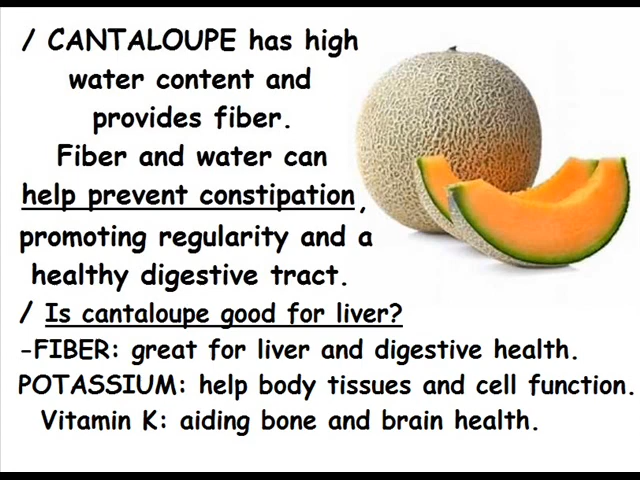 / CANTALOUPE has high
water content and
provides fiber.
Fiber and water can
help prevent constipation,
promoting regularity and a
healthy digestive tract.
/ Is cantaloupe good for liver?
-FIBER: great for liver and digestive health.
POTASSIUM: help body tissues and cell function.
Vitamin K: aiding bone and brain health.